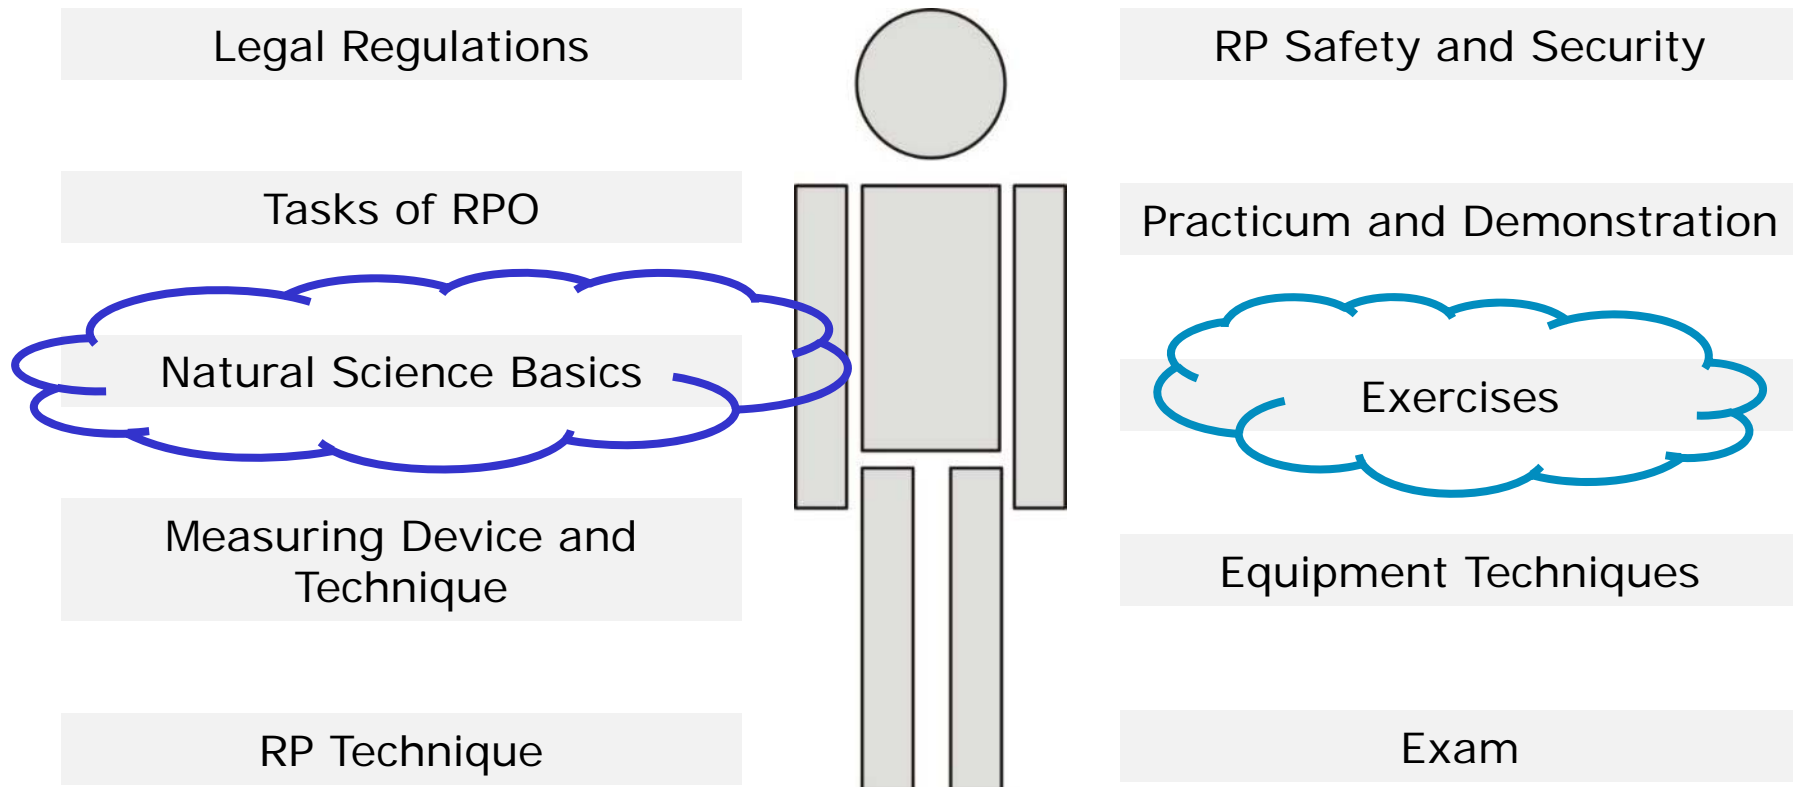 Legal Regulations
Tasks of RPO
Natural Science Basics
Measuring Device and
Technique
RP Technique
RP Safety and Security
Practicum and Demonstration
Exercises
Equipment Techniques
Exam